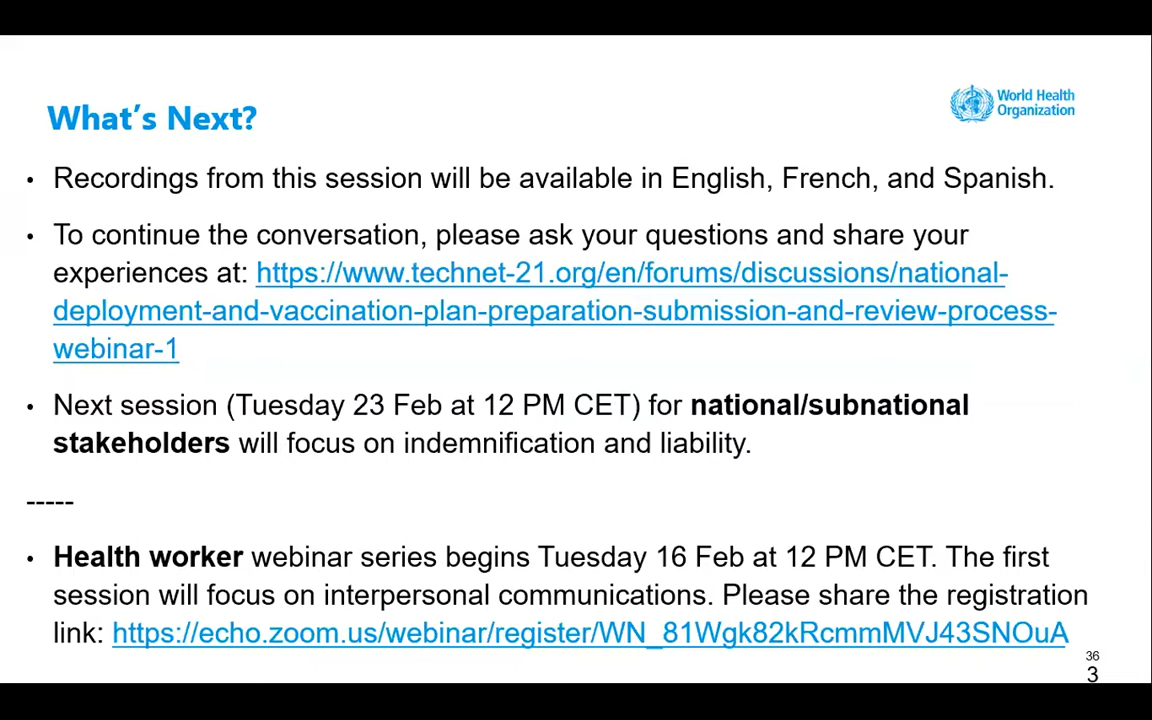 What's Next?
World Health
Organization
• Recordings from this session will be available in English, French, and Spanish.
• To continue the conversation, please ask your questions and share your
experiences at: https://www.technet-21.org/en/forums/discussions/national-
deployment-and-vaccination-plan-preparation-submission-and-review-process-
webinar-1
• Next session (Tuesday 23 Feb at 12 PM CET) for national/subnational
stakeholders will focus on indemnification and liability.
-----
• Health worker webinar series begins Tuesday 16 Feb at 12 PM CET. The first
session will focus on interpersonal communications. Please share the registration
link: https://echo.zoom.us/webinar/register/WN_81Wgk82kRcmmMVJ43SNOuA
36
3